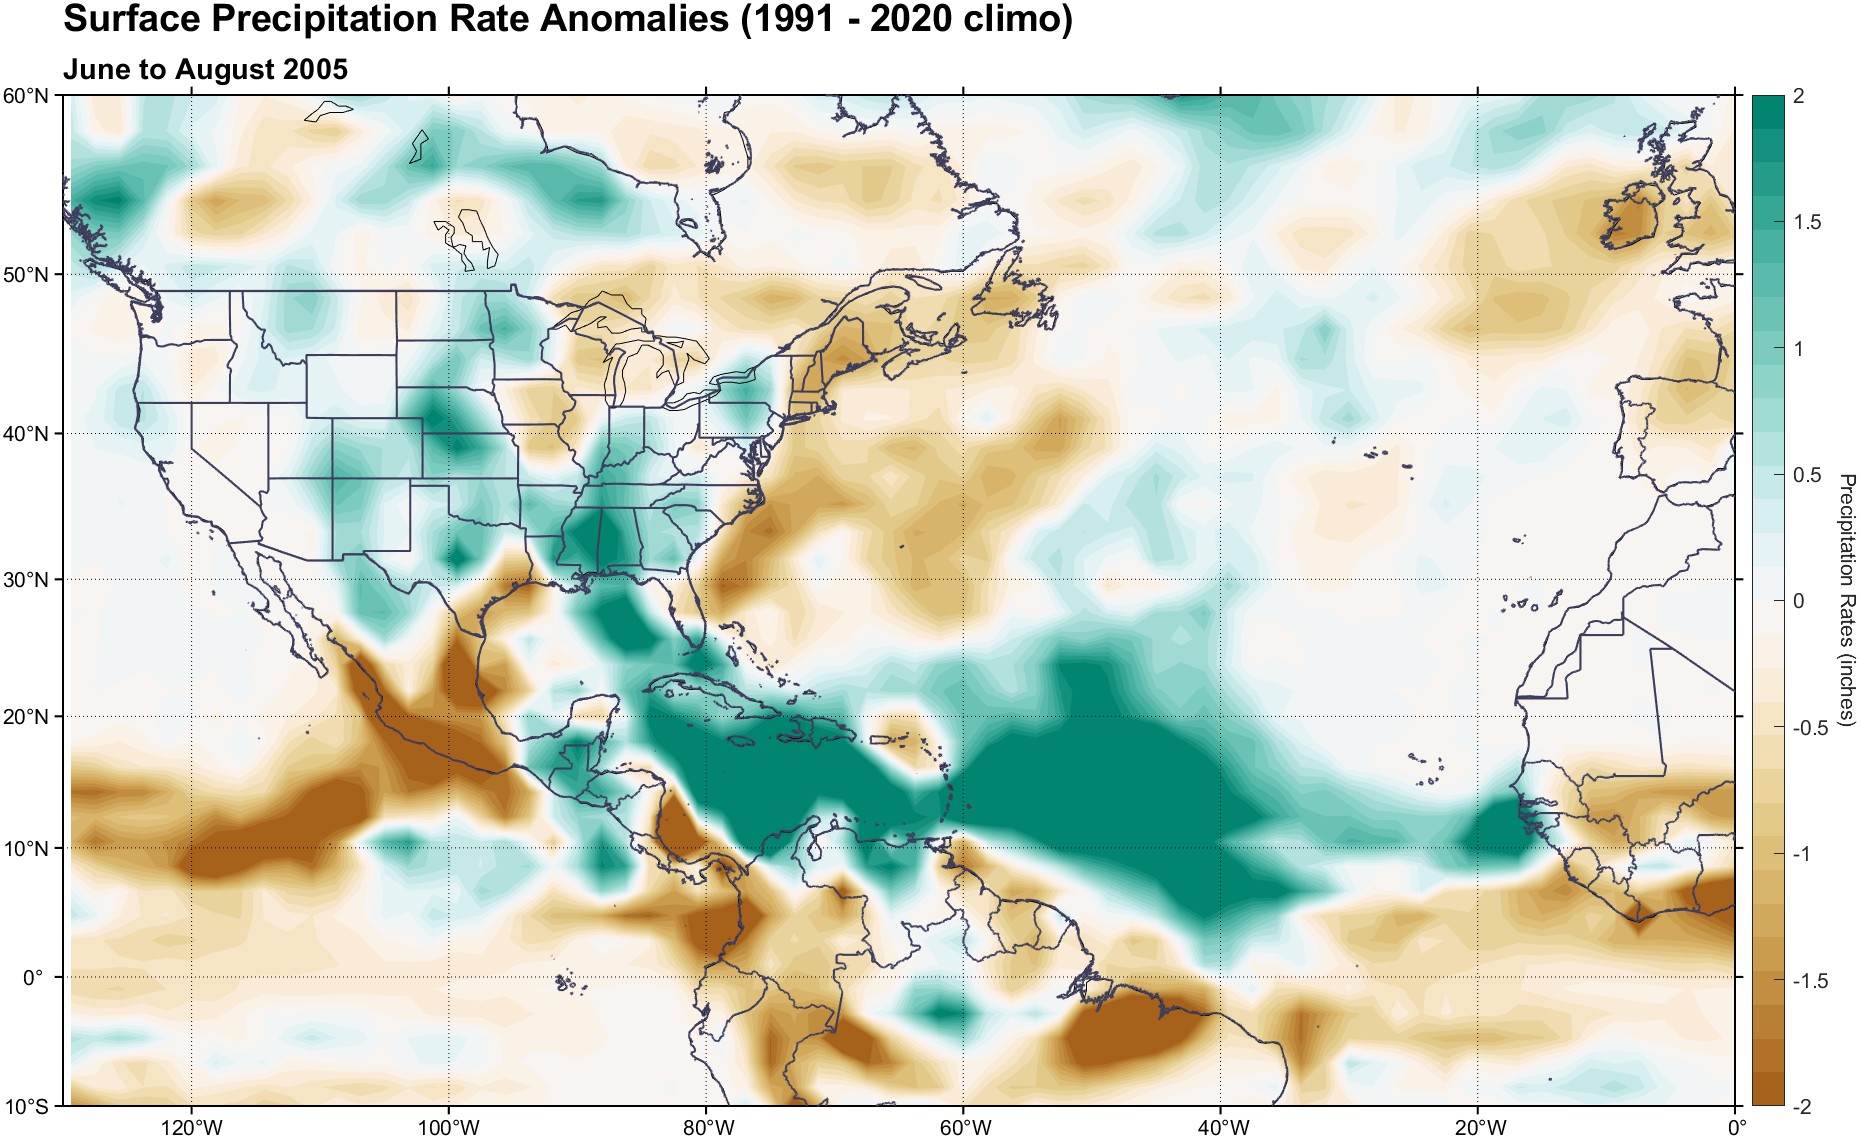 Surface Precipitation Rate Anomalies (1991 - 2020 climo)
June to August 2005
60°N
50°N
40°N
30°N
20°N
10°N
0°
10°S
120°W
100°W
80°W
60°W
40°W
20°W
0°
2
1.5
1
0.5
0
-0.5
-1
-1.5
-2
Precipitation Rates (inches)